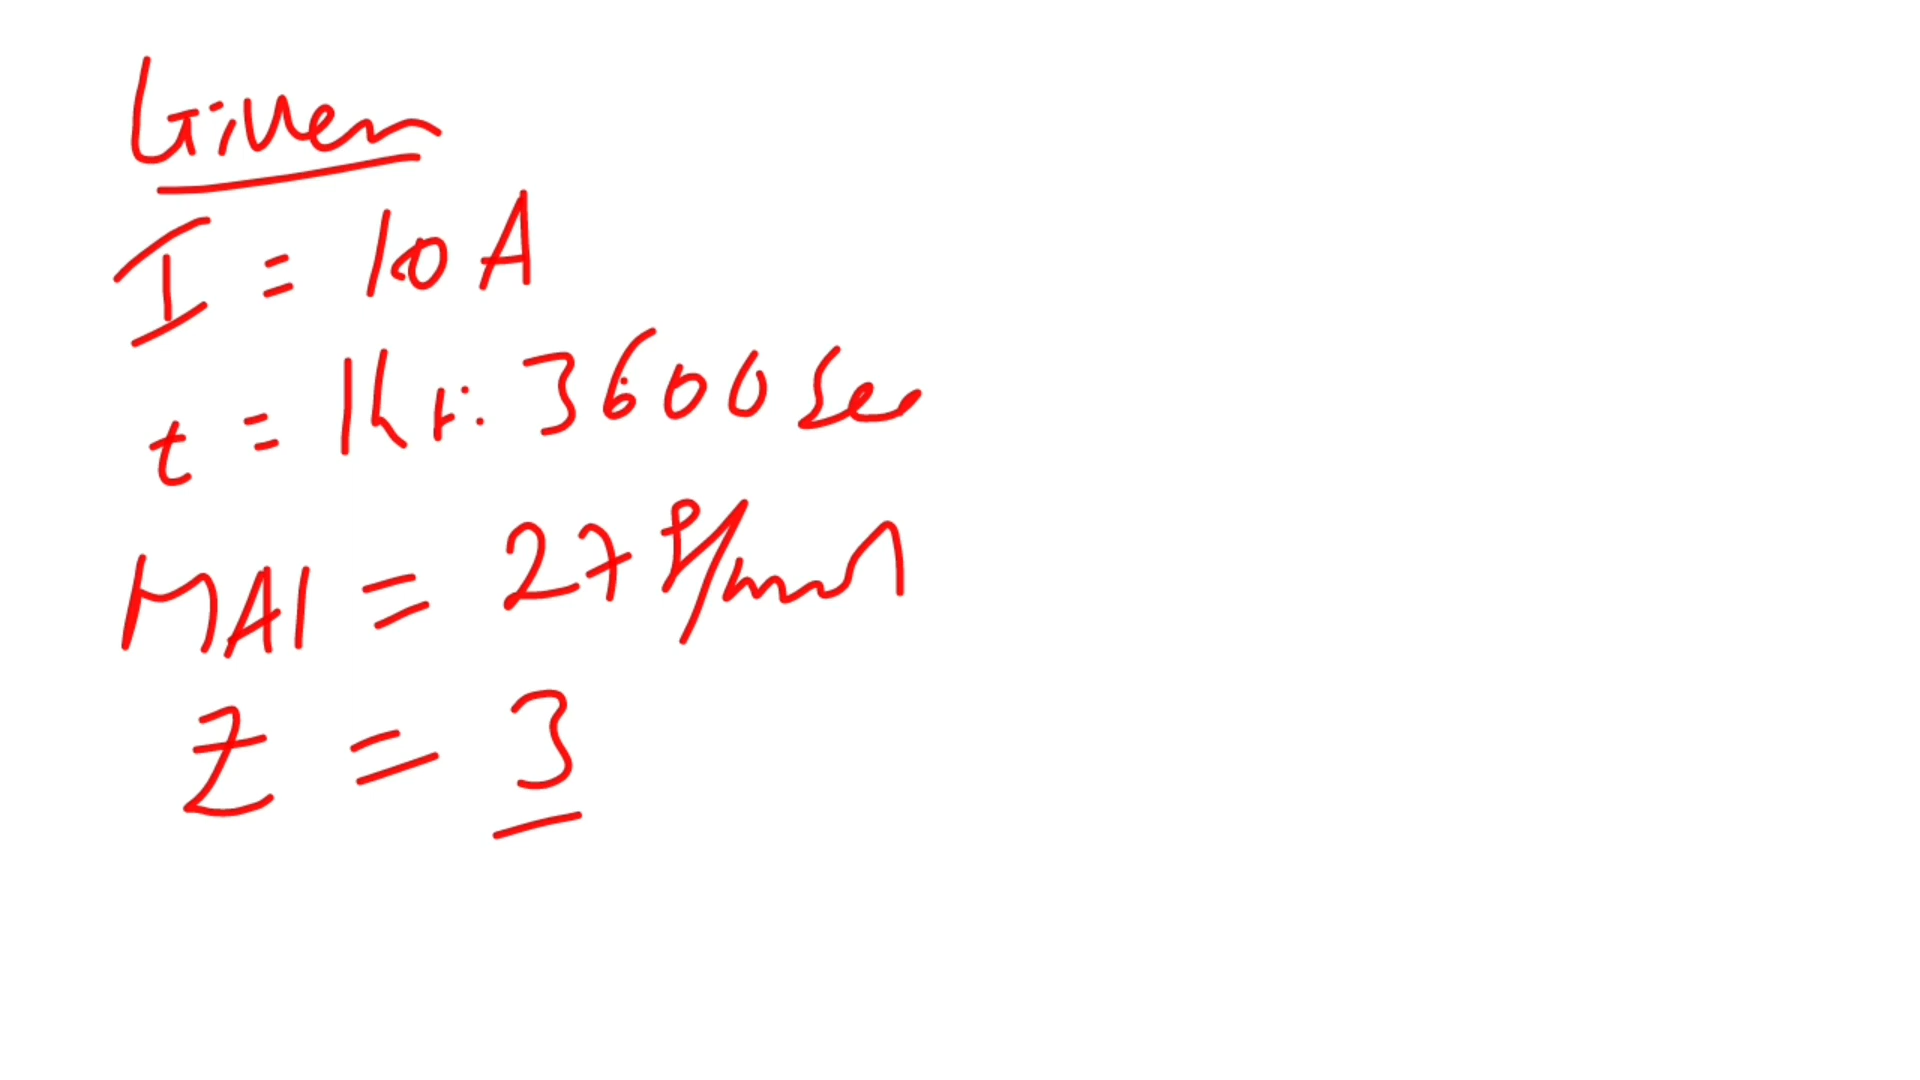 Given
I = 10 A
t = 1hr: 3600 Sec
MAl = 27 g/mol
Z = 3